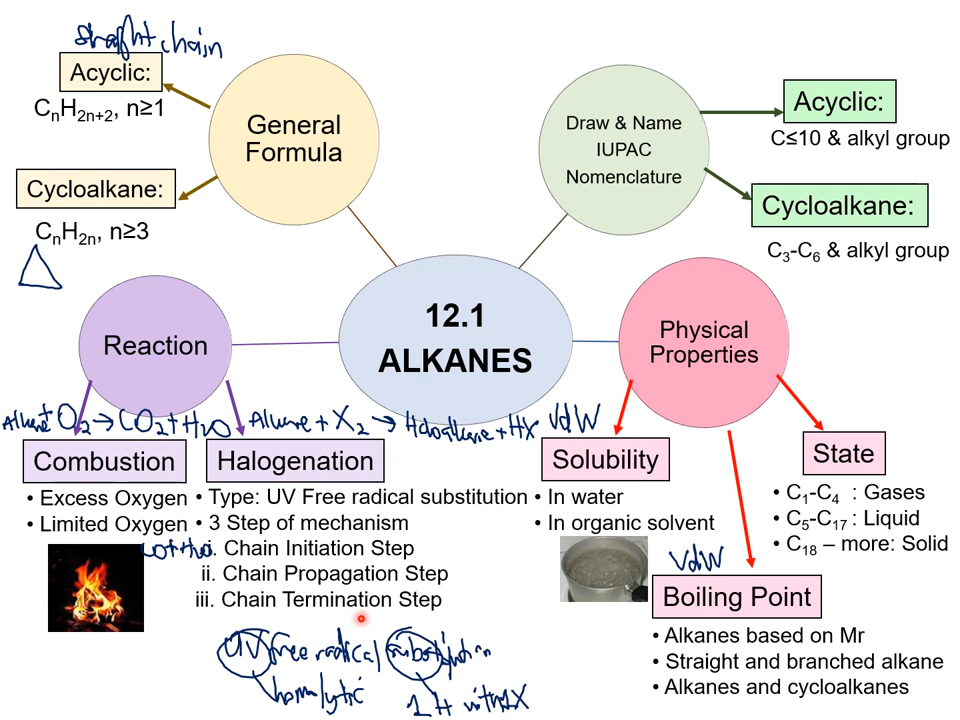 straight chain
Acyclic:
CₙH₂ₙ₊₂, n≥1
General
Formula
Cycloalkane:
CₙH₂ₙ, n≥3
Draw & Name
IUPAC
Nomenclature
Acyclic:
C≤10 & alkyl group
Cycloalkane:
C₃-C₆ & alkyl group
12.1
ALKANES
Reaction
Alkane + O₂ → CO₂ + H₂O
Combustion
• Excess Oxygen
• Limited Oxygen
Alkane + X₂ → Haloalkane + HX
Halogenation
• Type: UV Free radical substitution
• 3 Step of mechanism
i. Chain Initiation Step
ii. Chain Propagation Step
iii. Chain Termination Step
UV free radical substitution
homolytic
1 H with 1X
Physical
Properties
VdW
Solubility
• In water
• In organic solvent
State
• C₁-C₄ : Gases
• C₅-C₁₇ : Liquid
• C₁₈ – more: Solid
VdW
Boiling Point
• Alkanes based on Mr
• Straight and branched alkane
• Alkanes and cycloalkanes